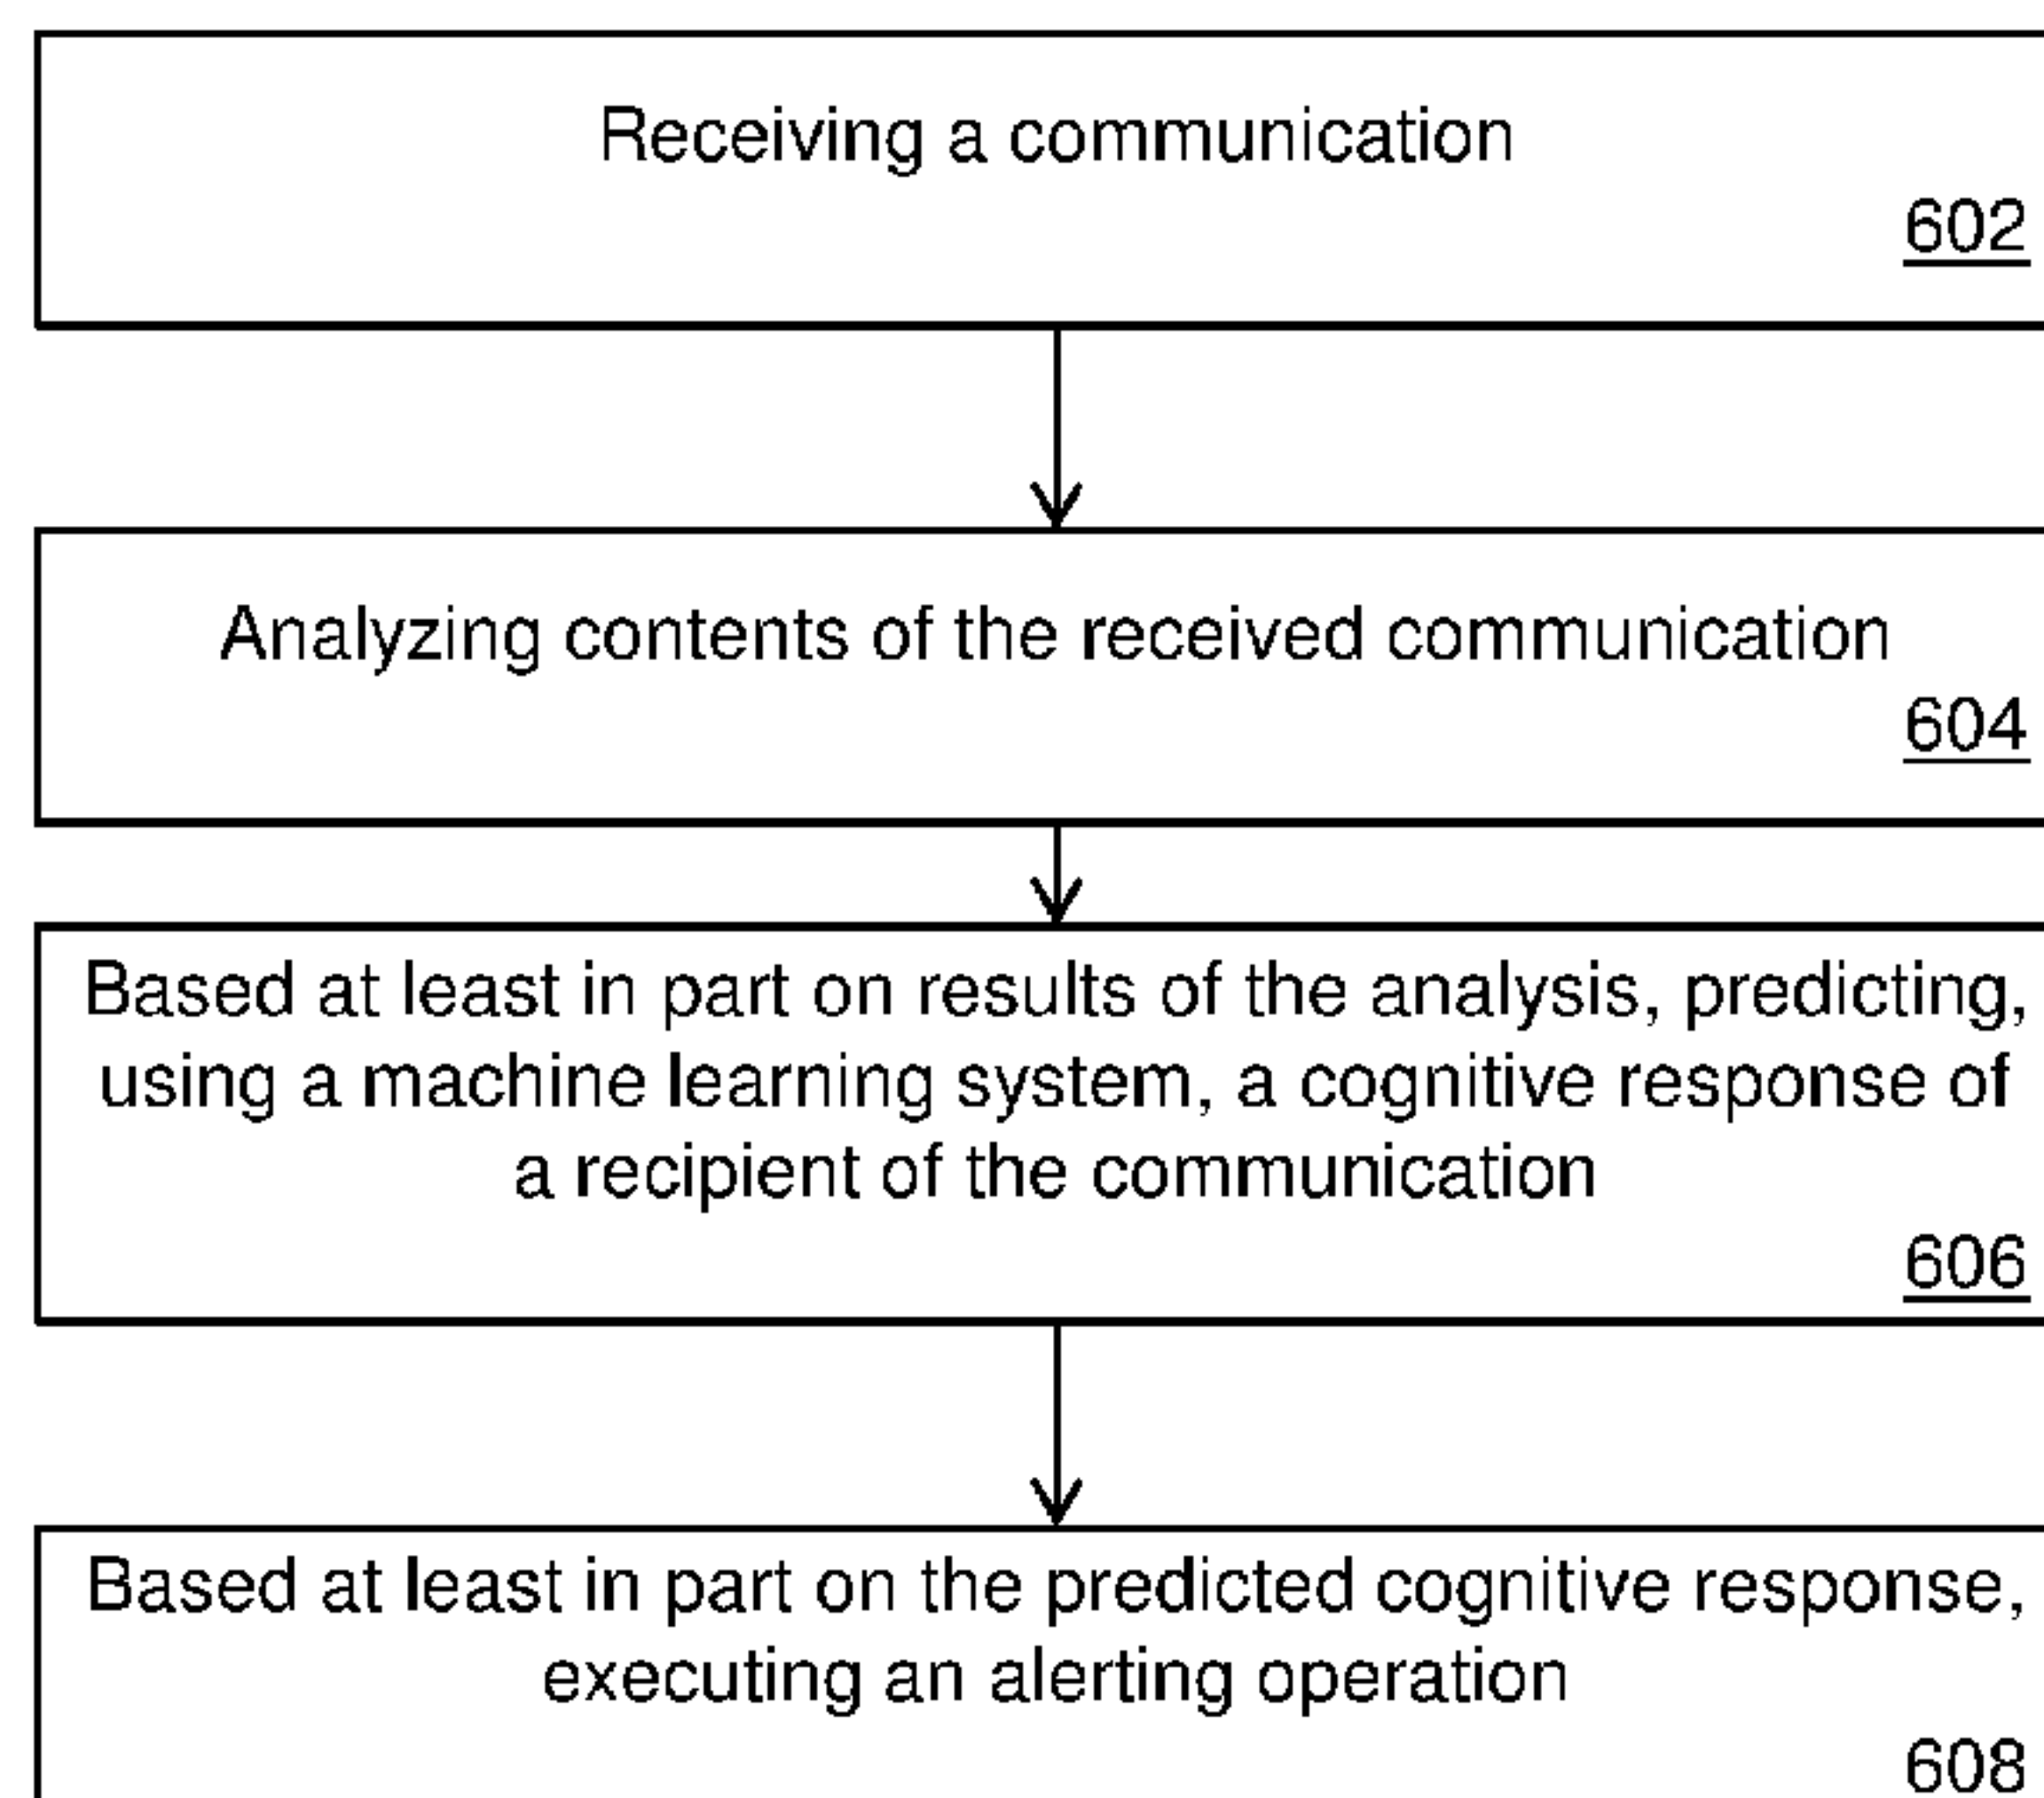 Receiving a communication
602
Analyzing contents of the received communication
604
Based at least in part on results of the analysis, predicting,
using a machine learning system, a cognitive response of
a recipient of the communication
606
Based at least in part on the predicted cognitive response,
executing an alerting operation
608